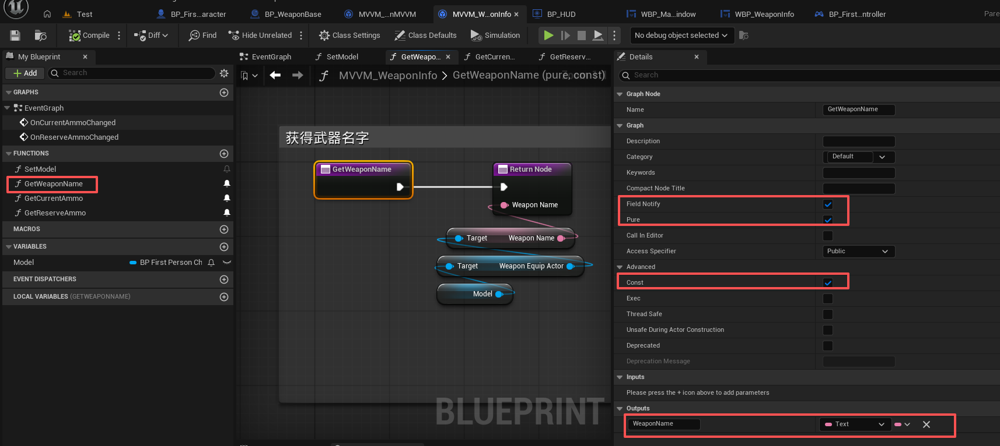 Test
BP_Firs...aracter
BP_WeaponBase
MVVM_...nMVVM
MVVM_W...onInfo
BP_HUD
WBP_Ma...indow
WBP_WeaponInfo
BP_First...ntroller
Pare
Compile
Diff
Find
Hide Unrelated
Class Settings
Class Defaults
Simulation
No debug object selected
My Blueprint
Add
Search
GRAPHS
EventGraph
OnCurrentAmmoChanged
OnReserveAmmoChanged
FUNCTIONS
SetModel
GetWeaponName
GetCurrentAmmo
GetReserveAmmo
MACROS
VARIABLES
Model
BP First Person Ch
EVENT DISPATCHERS
LOCAL VARIABLES (GETWEAPONNAME)
EventGraph
SetModel
GetWeapo...
GetCurren...
GetReserv...
MVVM_WeaponInfo > GetWeaponName (pure, const)
获得武器名字
GetWeaponName
Return Node
Weapon Name
Target Weapon Name
Target Weapon Equip Actor
Model
BLUEPRINT
Details
Search
Graph Node
Name GetWeaponName
Graph
Description
Category Default
Keywords
Compact Node Title
Field Notify
Pure
Call In Editor
Access Specifier Public
Advanced
Const
Exec
Thread Safe
Unsafe During Actor Construction
Deprecated
Deprecation Message
Inputs
Please press the + icon above to add parameters
Outputs
WeaponName Text